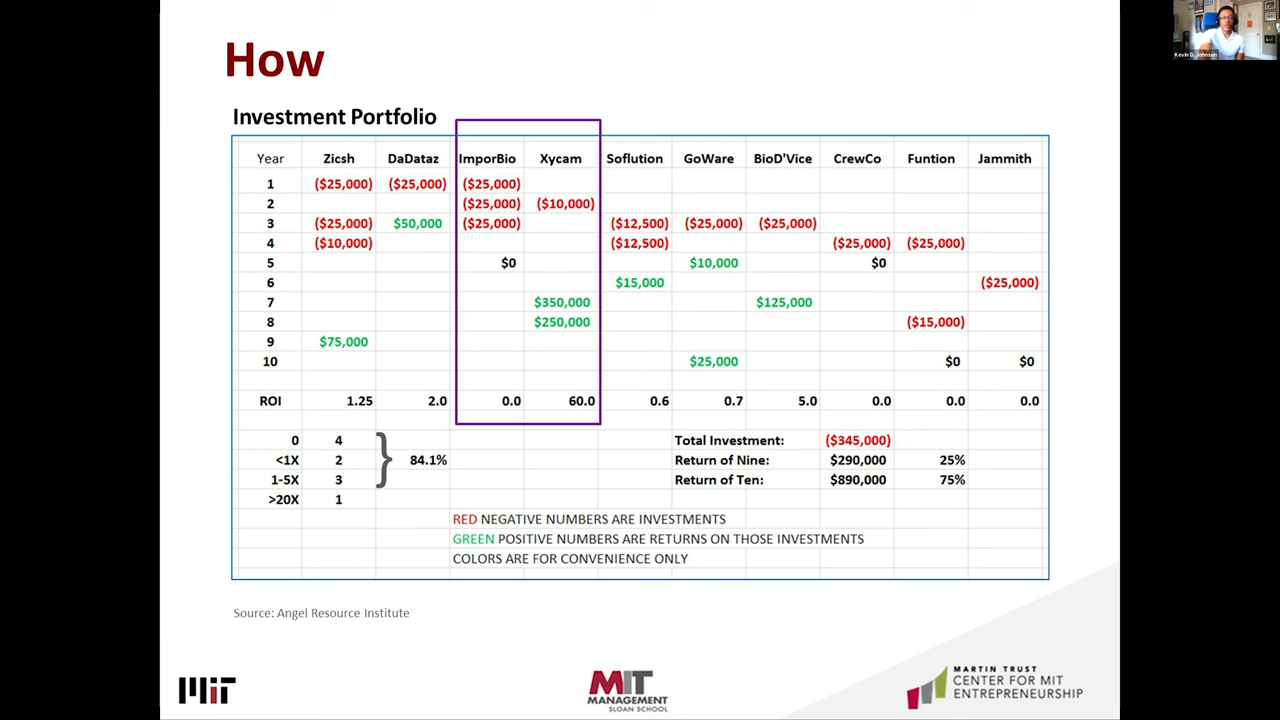 How
Kevin D. Johnson
Investment Portfolio
Year Zicsh DaDataz ImporBio Xycam Soflution GoWare BioD'Vice CrewCo Funtion Jammith
1 ($25,000) ($25,000) ($25,000)
2 ($25,000) ($10,000)
3 ($25,000) $50,000 ($25,000) ($12,500) ($25,000) ($25,000)
4 ($10,000) ($12,500) ($25,000) ($25,000)
5 $0 $10,000 $0
6 $15,000 ($25,000)
7 $350,000 $125,000
8 $250,000 ($15,000)
9 $75,000
10 $25,000 $0 $0
ROI 1.25 2.0 0.0 60.0 0.6 0.7 5.0 0.0 0.0 0.0
0 4 Total Investment: ($345,000)
<1X 2 84.1% Return of Nine: $290,000 25%
1-5X 3 Return of Ten: $890,000 75%
>20X 1
RED NEGATIVE NUMBERS ARE INVESTMENTS
GREEN POSITIVE NUMBERS ARE RETURNS ON THOSE INVESTMENTS
COLORS ARE FOR CONVENIENCE ONLY
Source: Angel Resource Institute
MIT
MIT
MANAGEMENT
SLOAN SCHOOL
MARTIN TRUST
CENTER FOR MIT
ENTREPRENEURSHIP